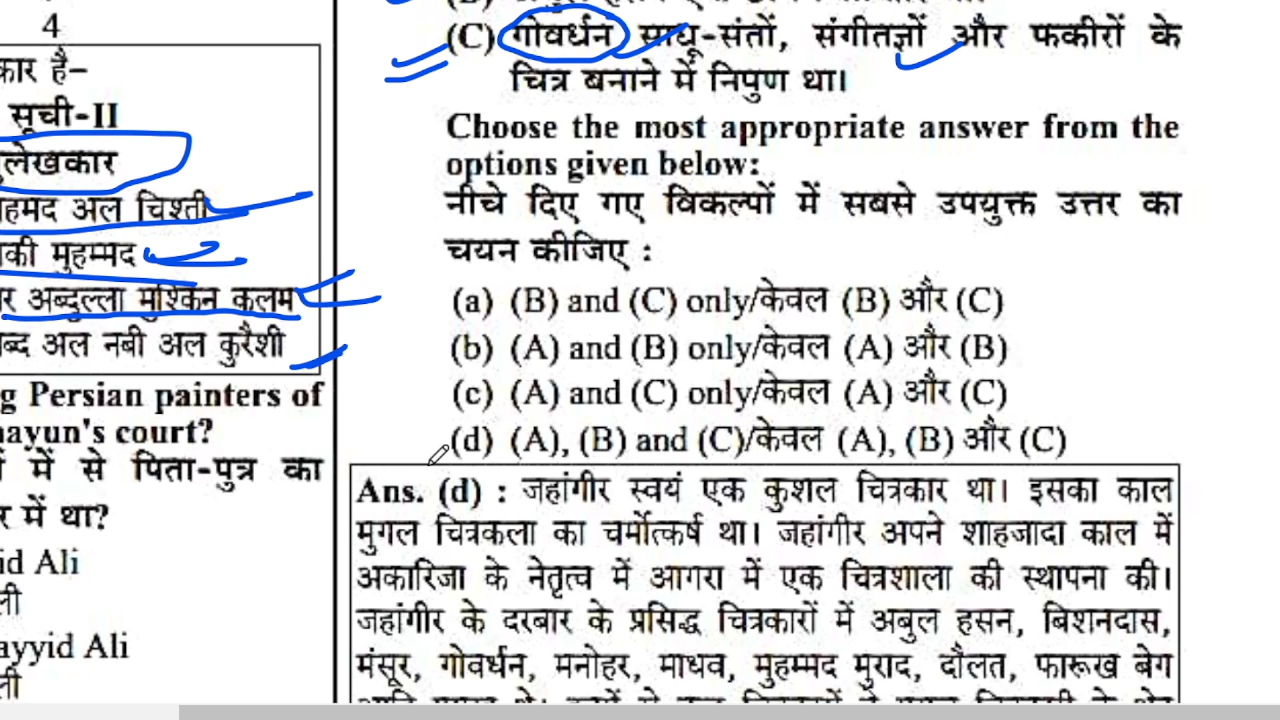 4
कार है–
सूची-II
लेखकार
हमद अल चिश्ती
की मुहम्मद
र अब्दुल्ला मुश्किन कलम
ब्द अल नबी अल कुरैशी
g Persian painters of
nayun's court?
ों में से पिता-पुत्र का
र में था?
id Ali
ली
ayyid Ali
ली
(C) गोवर्धन साधू-संतों, संगीतज्ञों और फकीरों के
चित्र बनाने में निपुण था।
Choose the most appropriate answer from the
options given below:
नीचे दिए गए विकल्पों में सबसे उपयुक्त उत्तर का
चयन कीजिए :
(a) (B) and (C) only/केवल (B) और (C)
(b) (A) and (B) only/केवल (A) और (B)
(c) (A) and (C) only/केवल (A) और (C)
(d) (A), (B) and (C)/केवल (A), (B) और (C)
Ans. (d) : जहांगीर स्वयं एक कुशल चित्रकार था। इसका काल
मुगल चित्रकला का चर्मोत्कर्ष था। जहांगीर अपने शाहजादा काल में
अकारिजा के नेतृत्व में आगरा में एक चित्रशाला की स्थापना की।
जहांगीर के दरबार के प्रसिद्ध चित्रकारों में अबुल हसन, बिशनदास,
मंसूर, गोवर्धन, मनोहर, माधव, मुहम्मद मुराद, दौलत, फारूख बेग